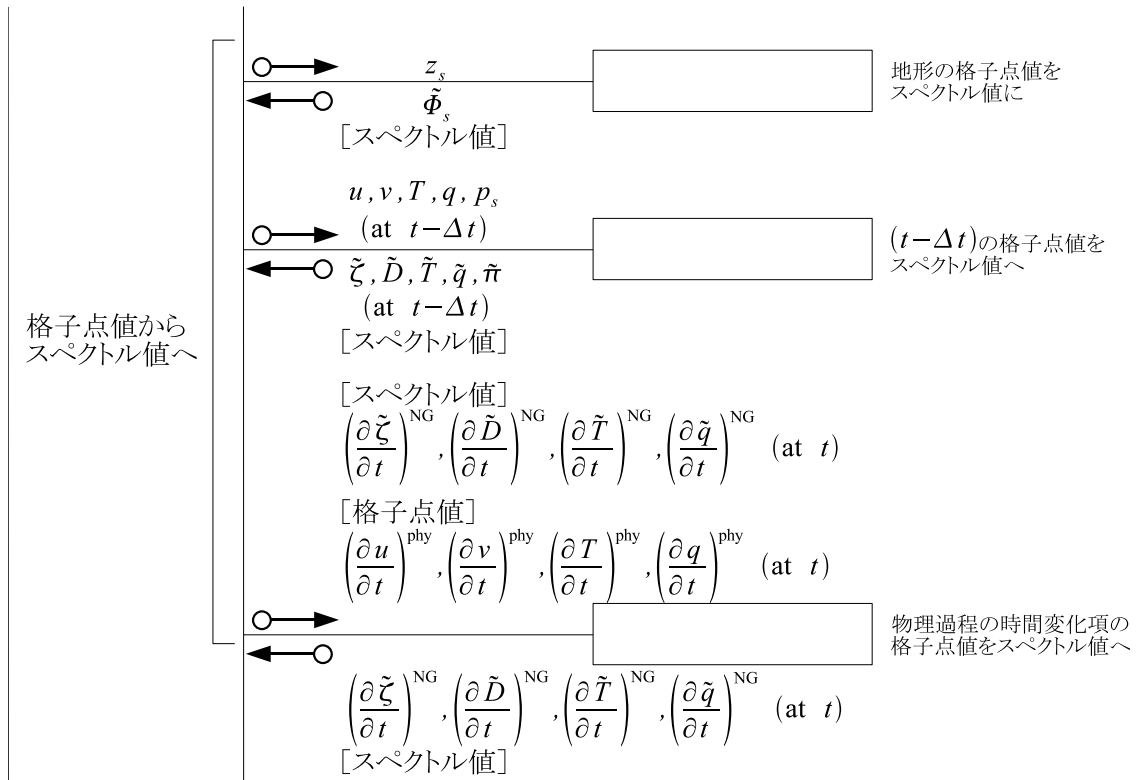 z_s
地形の格子点値を
スペクトル値に
Φ̃_s
[スペクトル値]
u , v , T , q , p_s
(at t−Δt)
(t−Δt)の格子点値を
スペクトル値へ
ζ̃ , D̃ , T̃ , q̃ , π̃
(at t−Δt)
[スペクトル値]
格子点値から
スペクトル値へ
[スペクトル値]
(∂ζ̃/∂t)^NG , (∂D̃/∂t)^NG , (∂T̃/∂t)^NG , (∂q̃/∂t)^NG (at t)
[格子点値]
(∂u/∂t)^phy , (∂v/∂t)^phy , (∂T/∂t)^phy , (∂q/∂t)^phy (at t)
物理過程の時間変化項の
格子点値をスペクトル値へ
(∂ζ̃/∂t)^NG , (∂D̃/∂t)^NG , (∂T̃/∂t)^NG , (∂q̃/∂t)^NG (at t)
[スペクトル値]